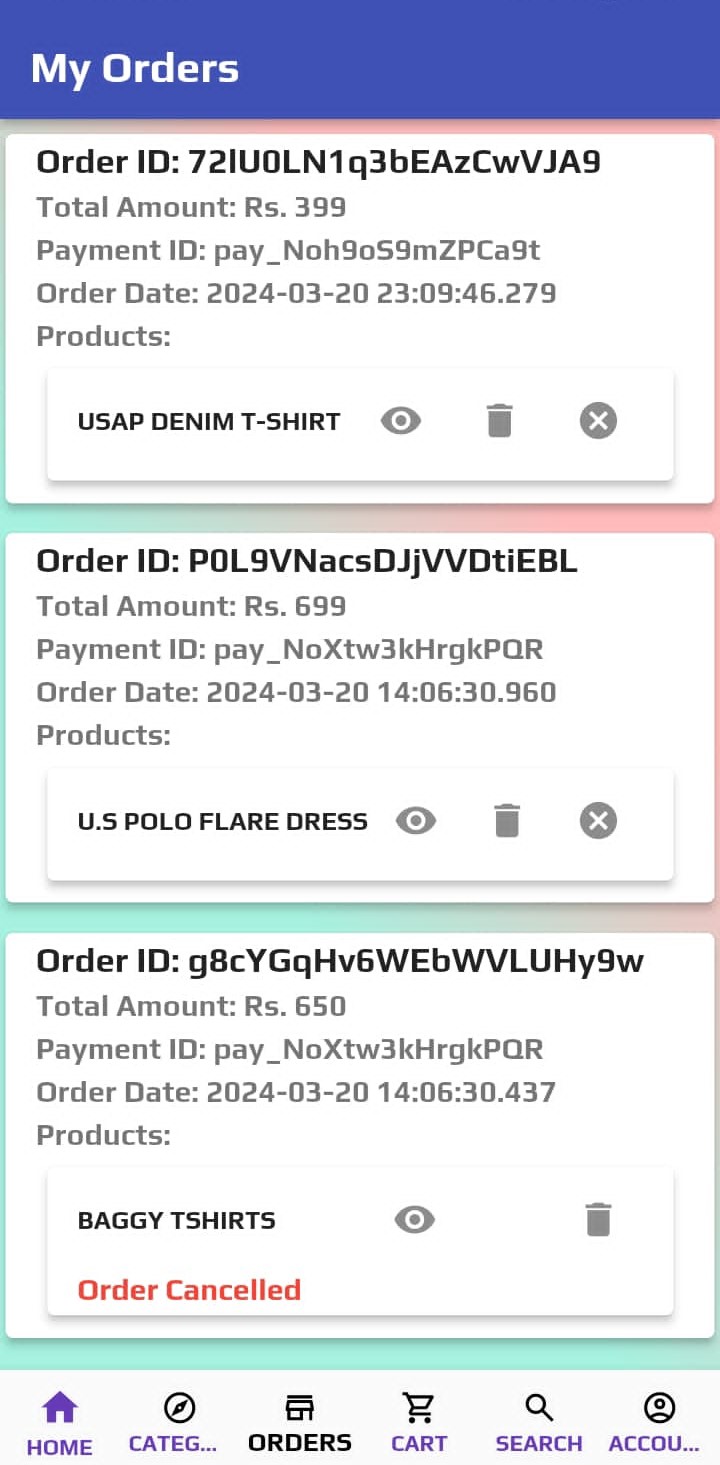 My Orders
Order ID: 72lU0LN1q3bEAzCwVJA9
Total Amount: Rs. 399
Payment ID: pay_Noh9oS9mZPCa9t
Order Date: 2024-03-20 23:09:46.279
Products:
USAP DENIM T-SHIRT
Order ID: P0L9VNacsDJjVVDtiEBL
Total Amount: Rs. 699
Payment ID: pay_NoXtw3kHrgkPQR
Order Date: 2024-03-20 14:06:30.960
Products:
U.S POLO FLARE DRESS
Order ID: g8cYGqHv6WEbWVLUHy9w
Total Amount: Rs. 650
Payment ID: pay_NoXtw3kHrgkPQR
Order Date: 2024-03-20 14:06:30.437
Products:
BAGGY TSHIRTS
Order Cancelled
HOME CATEG... ORDERS CART SEARCH ACCOU...